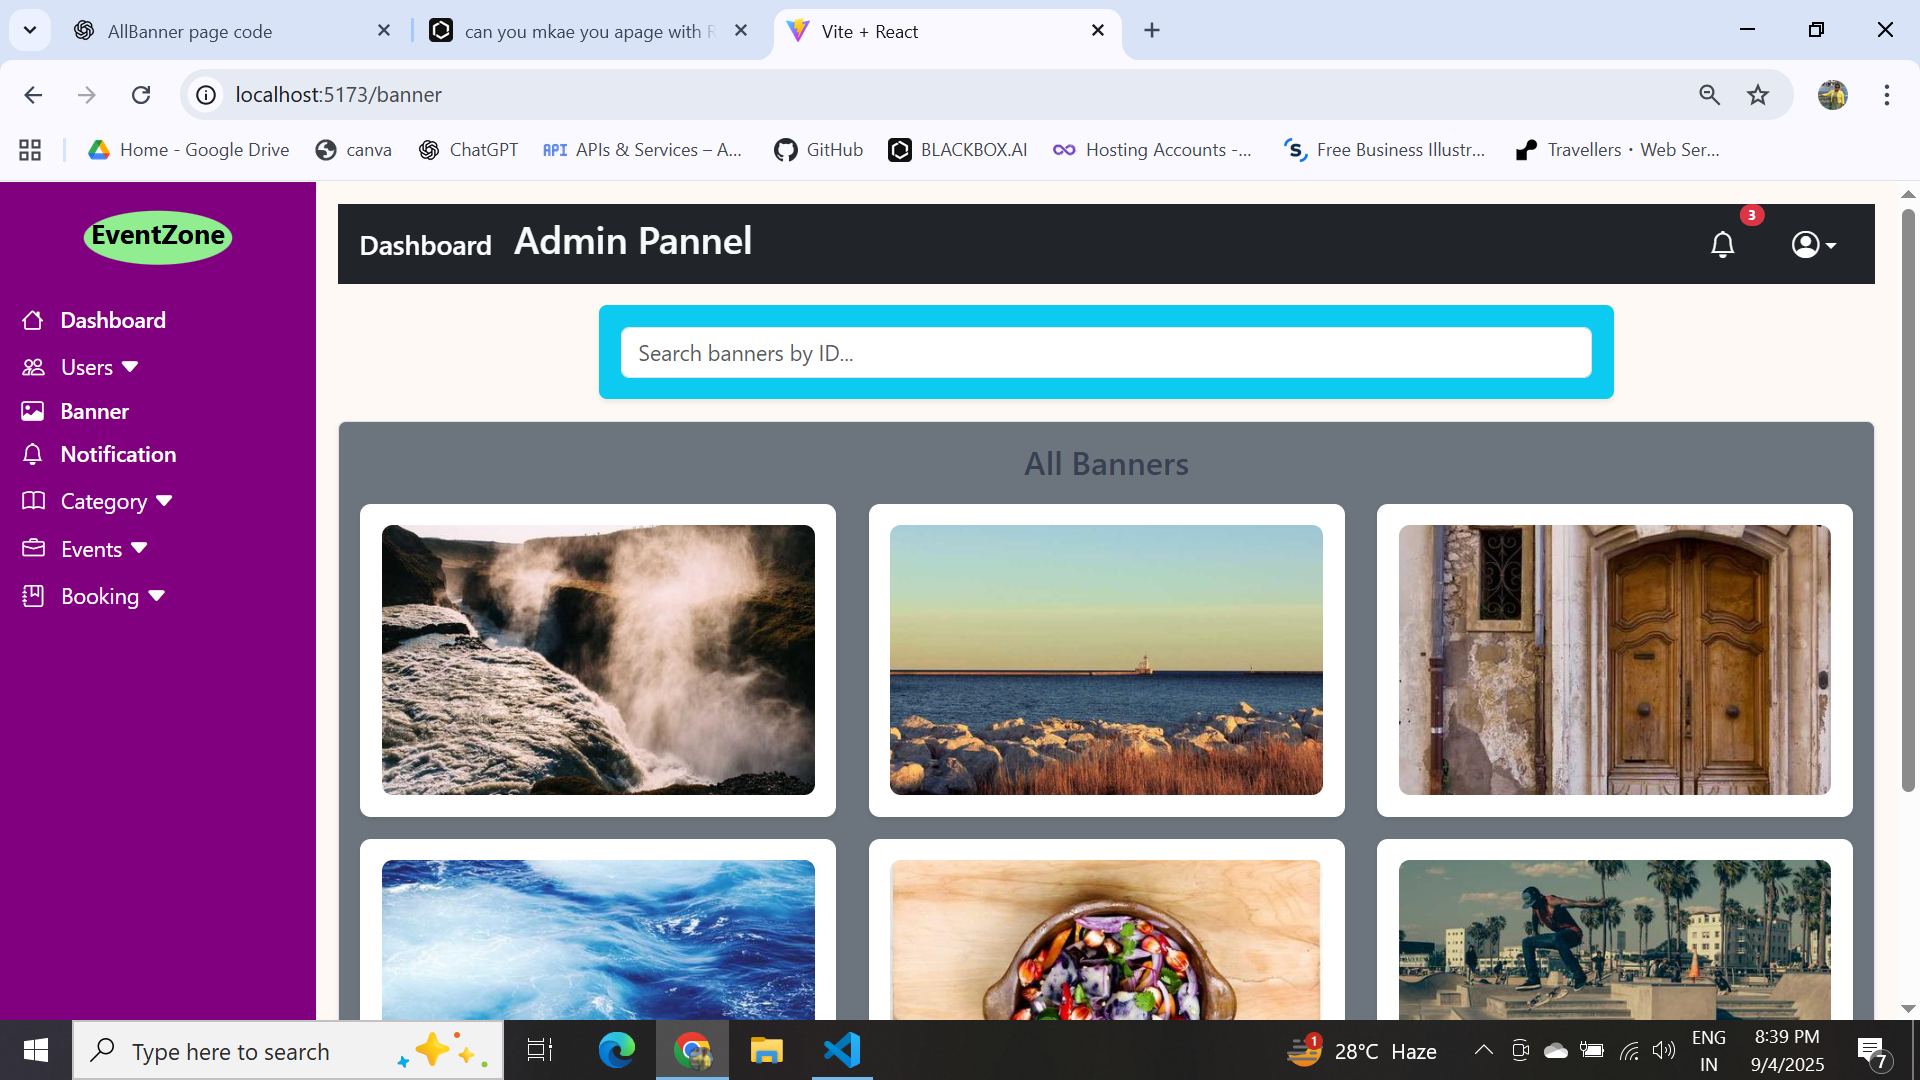 AllBanner page code
can you mkae you apage with R
Vite + React
localhost:5173/banner
Home - Google Drive
canva
ChatGPT
API APIs & Services – A...
GitHub
BLACKBOX.AI
Hosting Accounts -...
Free Business Illustr...
Travellers • Web Ser...
EventZone
Dashboard
Users
Banner
Notification
Category
Events
Booking
Dashboard Admin Pannel
3
Search banners by ID...
All Banners
Type here to search
1
28°C Haze
ENG
IN
8:39 PM
9/4/2025
7